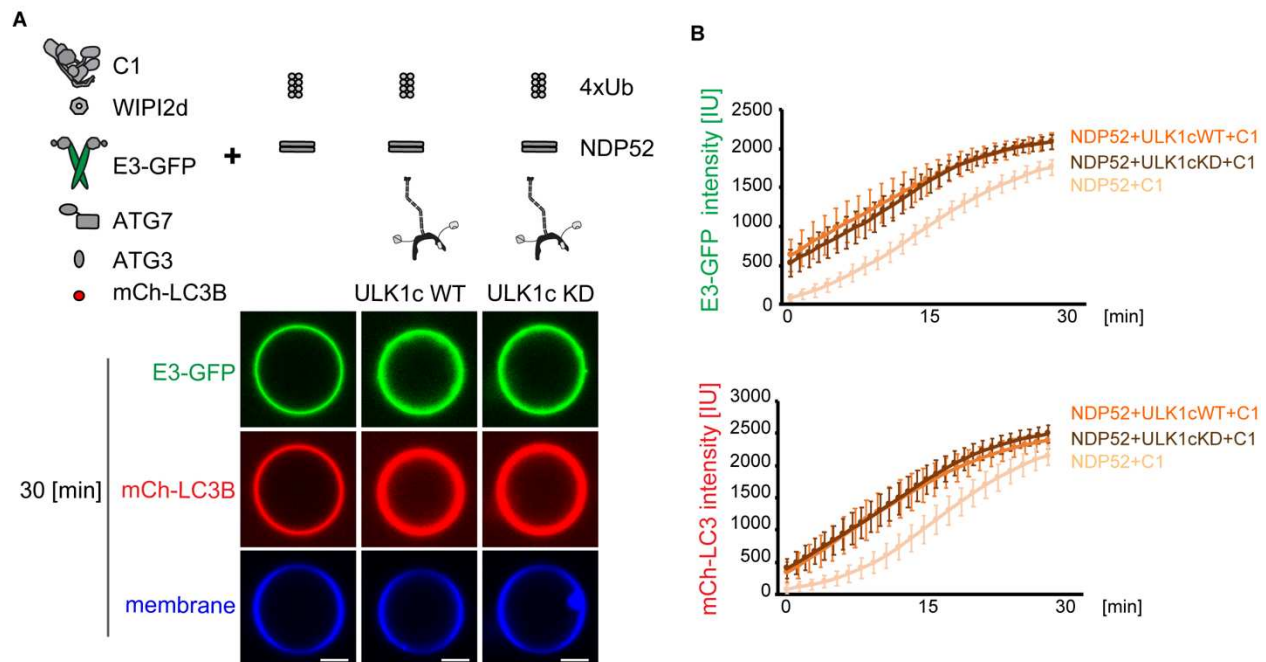 A
C1
WIPI2d
E3-GFP
ATG7
ATG3
mCh-LC3B
+
4xUb
NDP52
ULK1c WT
ULK1c KD
30 [min]
E3-GFP
mCh-LC3B
membrane
B
E3-GFP intensity [IU]
2500
2000
1500
1000
500
0
0
15
30
[min]
NDP52+ULK1cWT+C1
NDP52+ULK1cKD+C1
NDP52+C1
mCh-LC3 intensity [IU]
3000
2500
2000
1500
1000
500
0
0
15
30
[min]
NDP52+ULK1cWT+C1
NDP52+ULK1cKD+C1
NDP52+C1